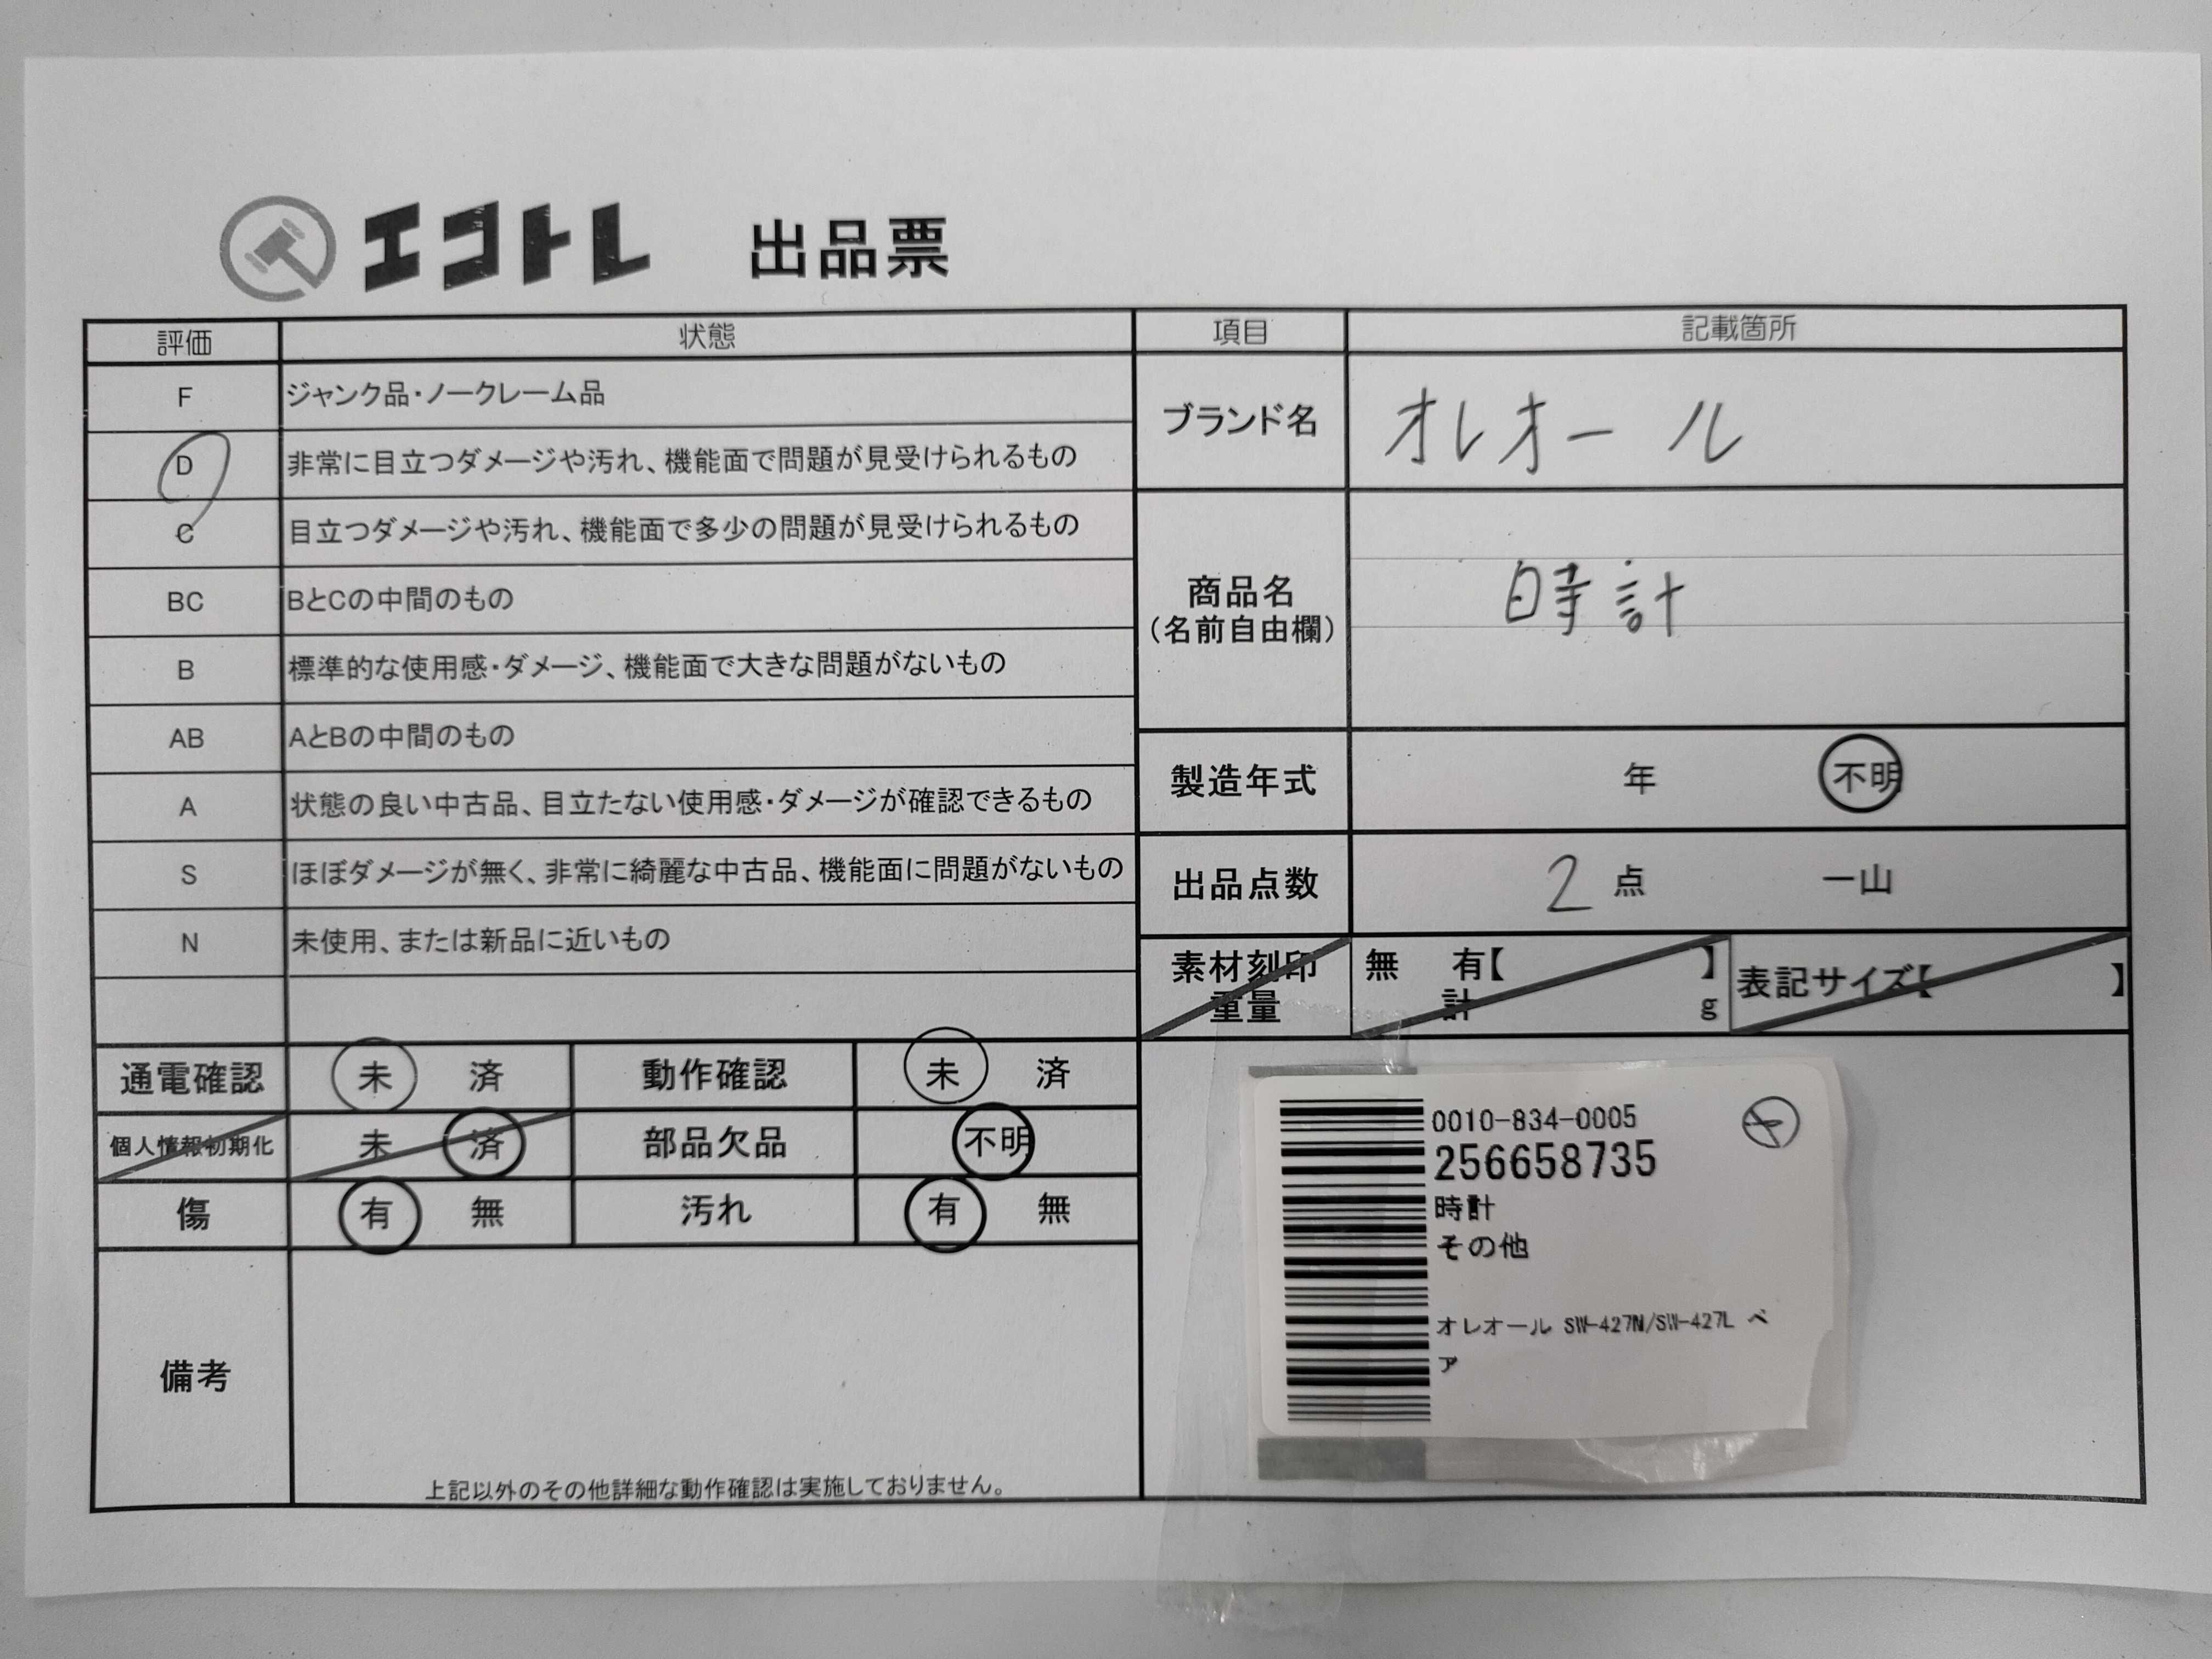 エコトレ 出品票
評価 状態
F ジャンク品・ノークレーム品
D 非常に目立つダメージや汚れ、機能面で問題が見受けられるもの
C 目立つダメージや汚れ、機能面で多少の問題が見受けられるもの
BC BとCの中間のもの
B 標準的な使用感・ダメージ、機能面で大きな問題がないもの
AB AとBの中間のもの
A 状態の良い中古品、目立たない使用感・ダメージが確認できるもの
S ほぼダメージが無く、非常に綺麗な中古品、機能面に問題がないもの
N 未使用、または新品に近いもの
通電確認 未 済 動作確認 未 済
個人情報初期化 未 済 部品欠品 不明
傷 有 無 汚れ 有 無
備考
上記以外のその他詳細な動作確認は実施しておりません。
項目 記載箇所
ブランド名 オレオール
商品名 時計
(名前自由欄)
製造年式 年 不明
出品点数 2 点 一山
素材刻印 無 有【 】 表記サイズ【 】
重量 計 g
0010-834-0005
256658735
時計
その他
オレオール SW-427N/SW-427L ペ
ア